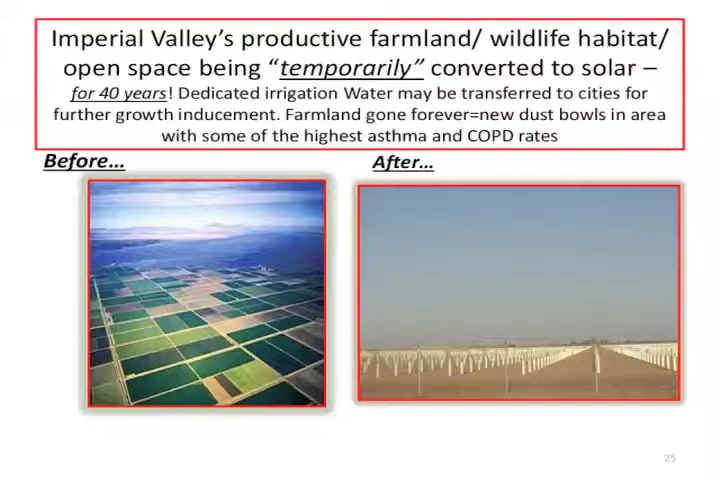 Imperial Valley's productive farmland/ wildlife habitat/
open space being "temporarily" converted to solar –
for 40 years! Dedicated irrigation Water may be transferred to cities for
further growth inducement. Farmland gone forever=new dust bowls in area
with some of the highest asthma and COPD rates
Before...
After...
25